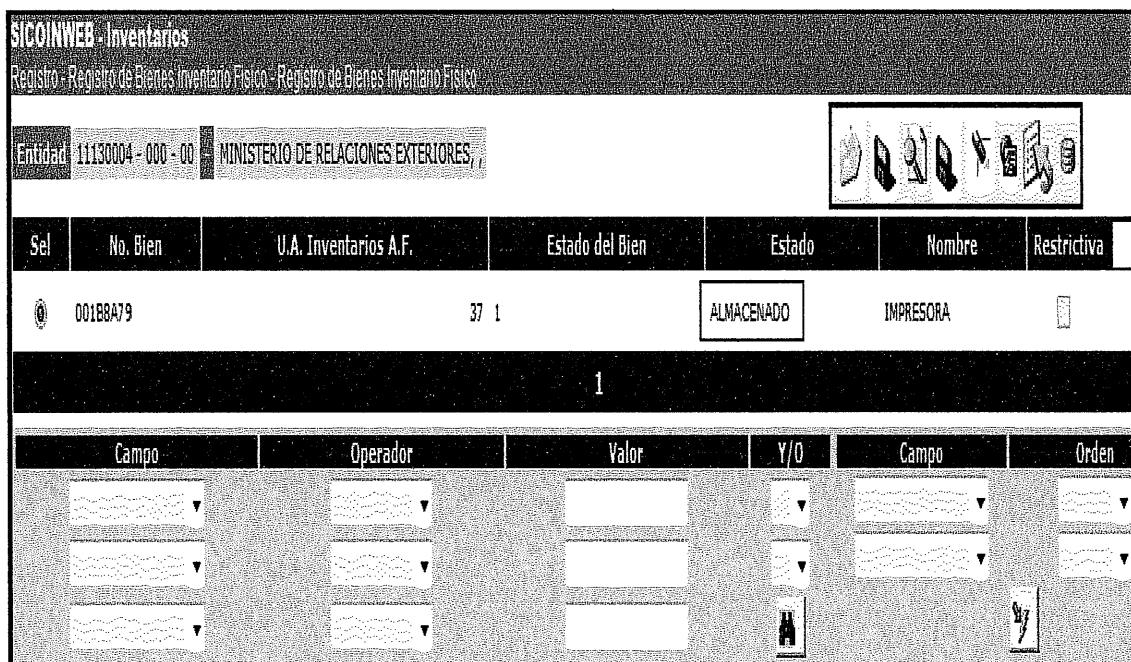 SICOINWEB - Inventarios
Registro - Registro de Bienes Inventario Fisico - Registro de Bienes Inventario Fisico
Entidad 11130004 - 000 - 00 MINISTERIO DE RELACIONES EXTERIORES, ,
Sel No. Bien U.A. Inventarios A.F. Estado del Bien Estado Nombre Restrictiva
001B8A79 37 1 ALMACENADO IMPRESORA
1
Campo Operador Valor Y/O Campo Orden